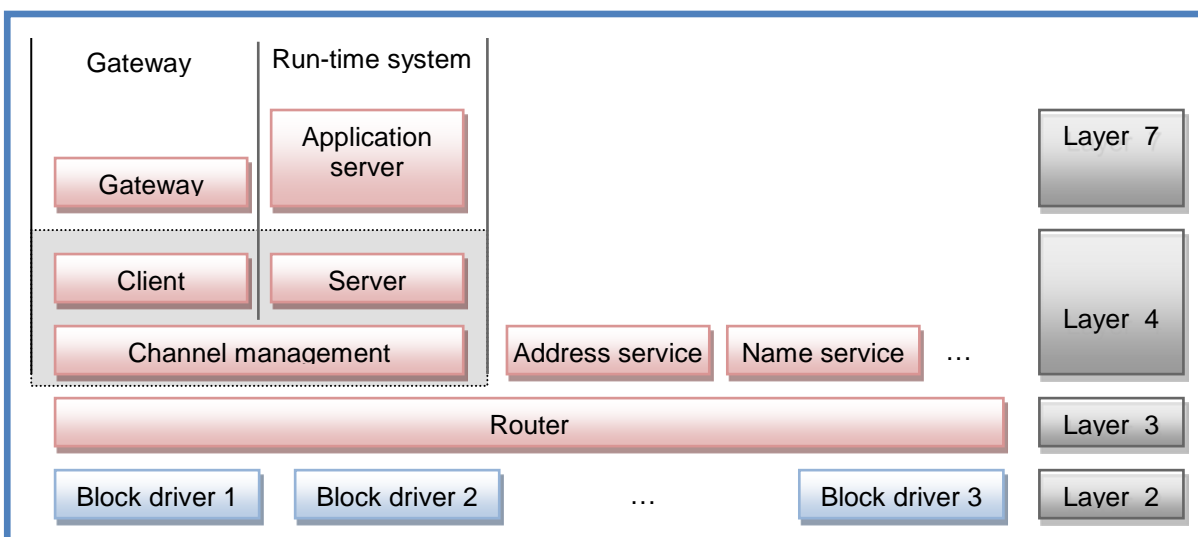 Gateway
Run-time system
Application
server
Layer 7
Gateway
Client
Server
Layer 4
Channel management
Address service
Name service
…
Router
Layer 3
Block driver 1
Block driver 2
…
Block driver 3
Layer 2